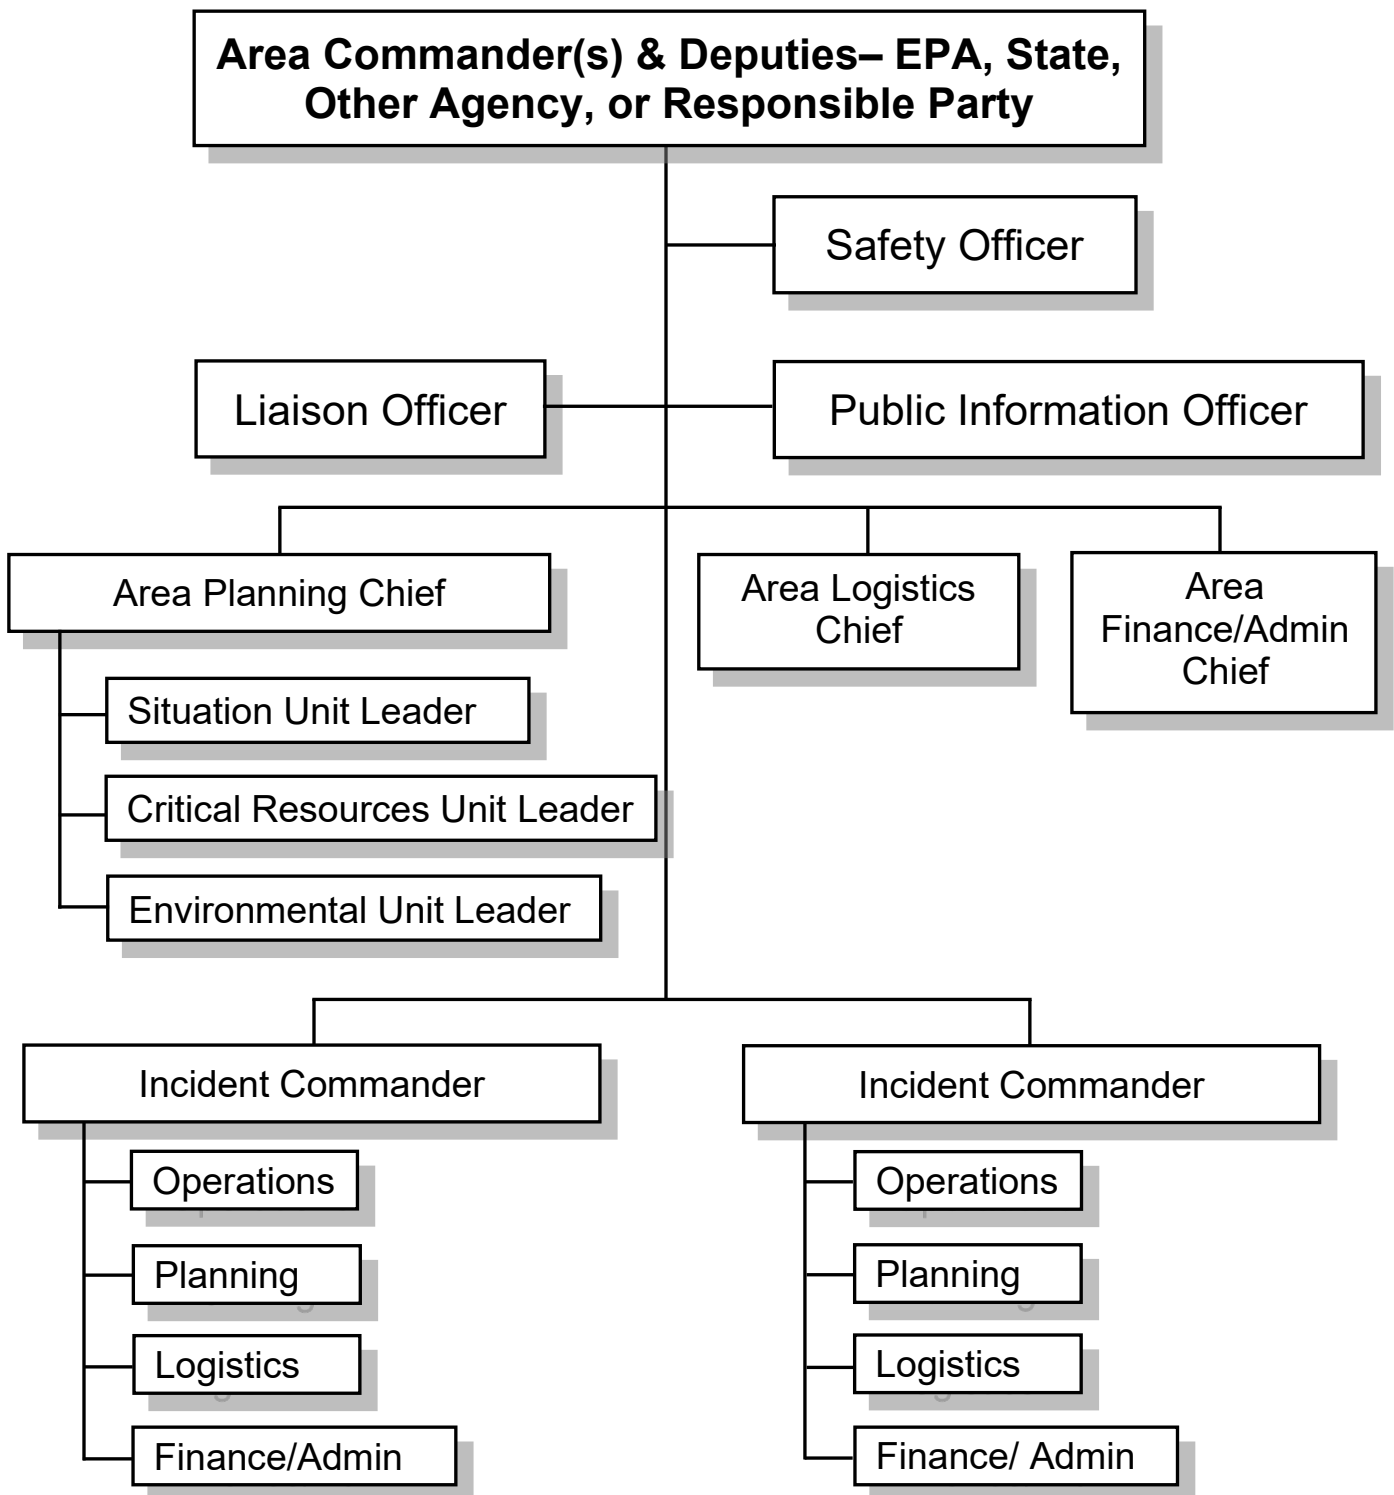 Area Commander(s) & Deputies– EPA, State,
Other Agency, or Responsible Party
Safety Officer
Liaison Officer
Public Information Officer
Area Planning Chief
Area Logistics
Chief
Area
Finance/Admin
Chief
Situation Unit Leader
Critical Resources Unit Leader
Environmental Unit Leader
Incident Commander
Operations
Planning
Logistics
Finance/Admin
Incident Commander
Operations
Planning
Logistics
Finance/ Admin